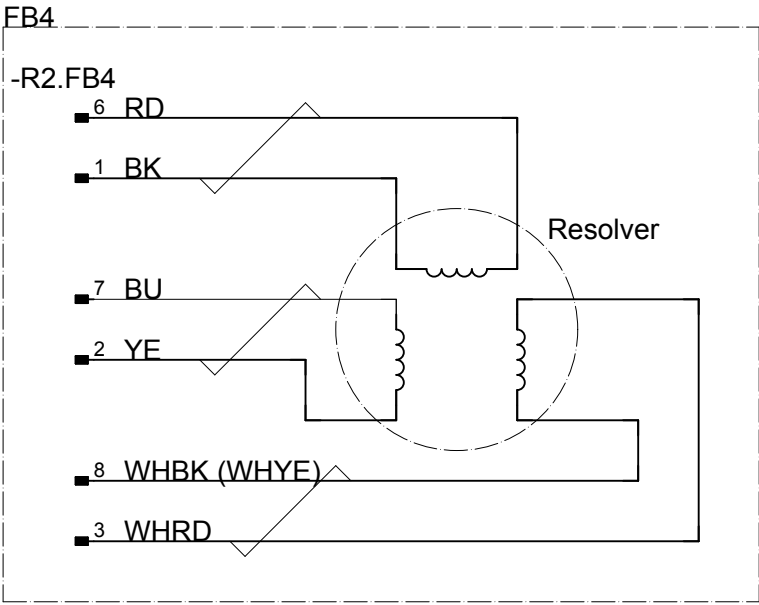 FB4
-R2.FB4
6 RD
1 BK
Resolver
7 BU
2 YE
8 WHBK (WHYE)
3 WHRD